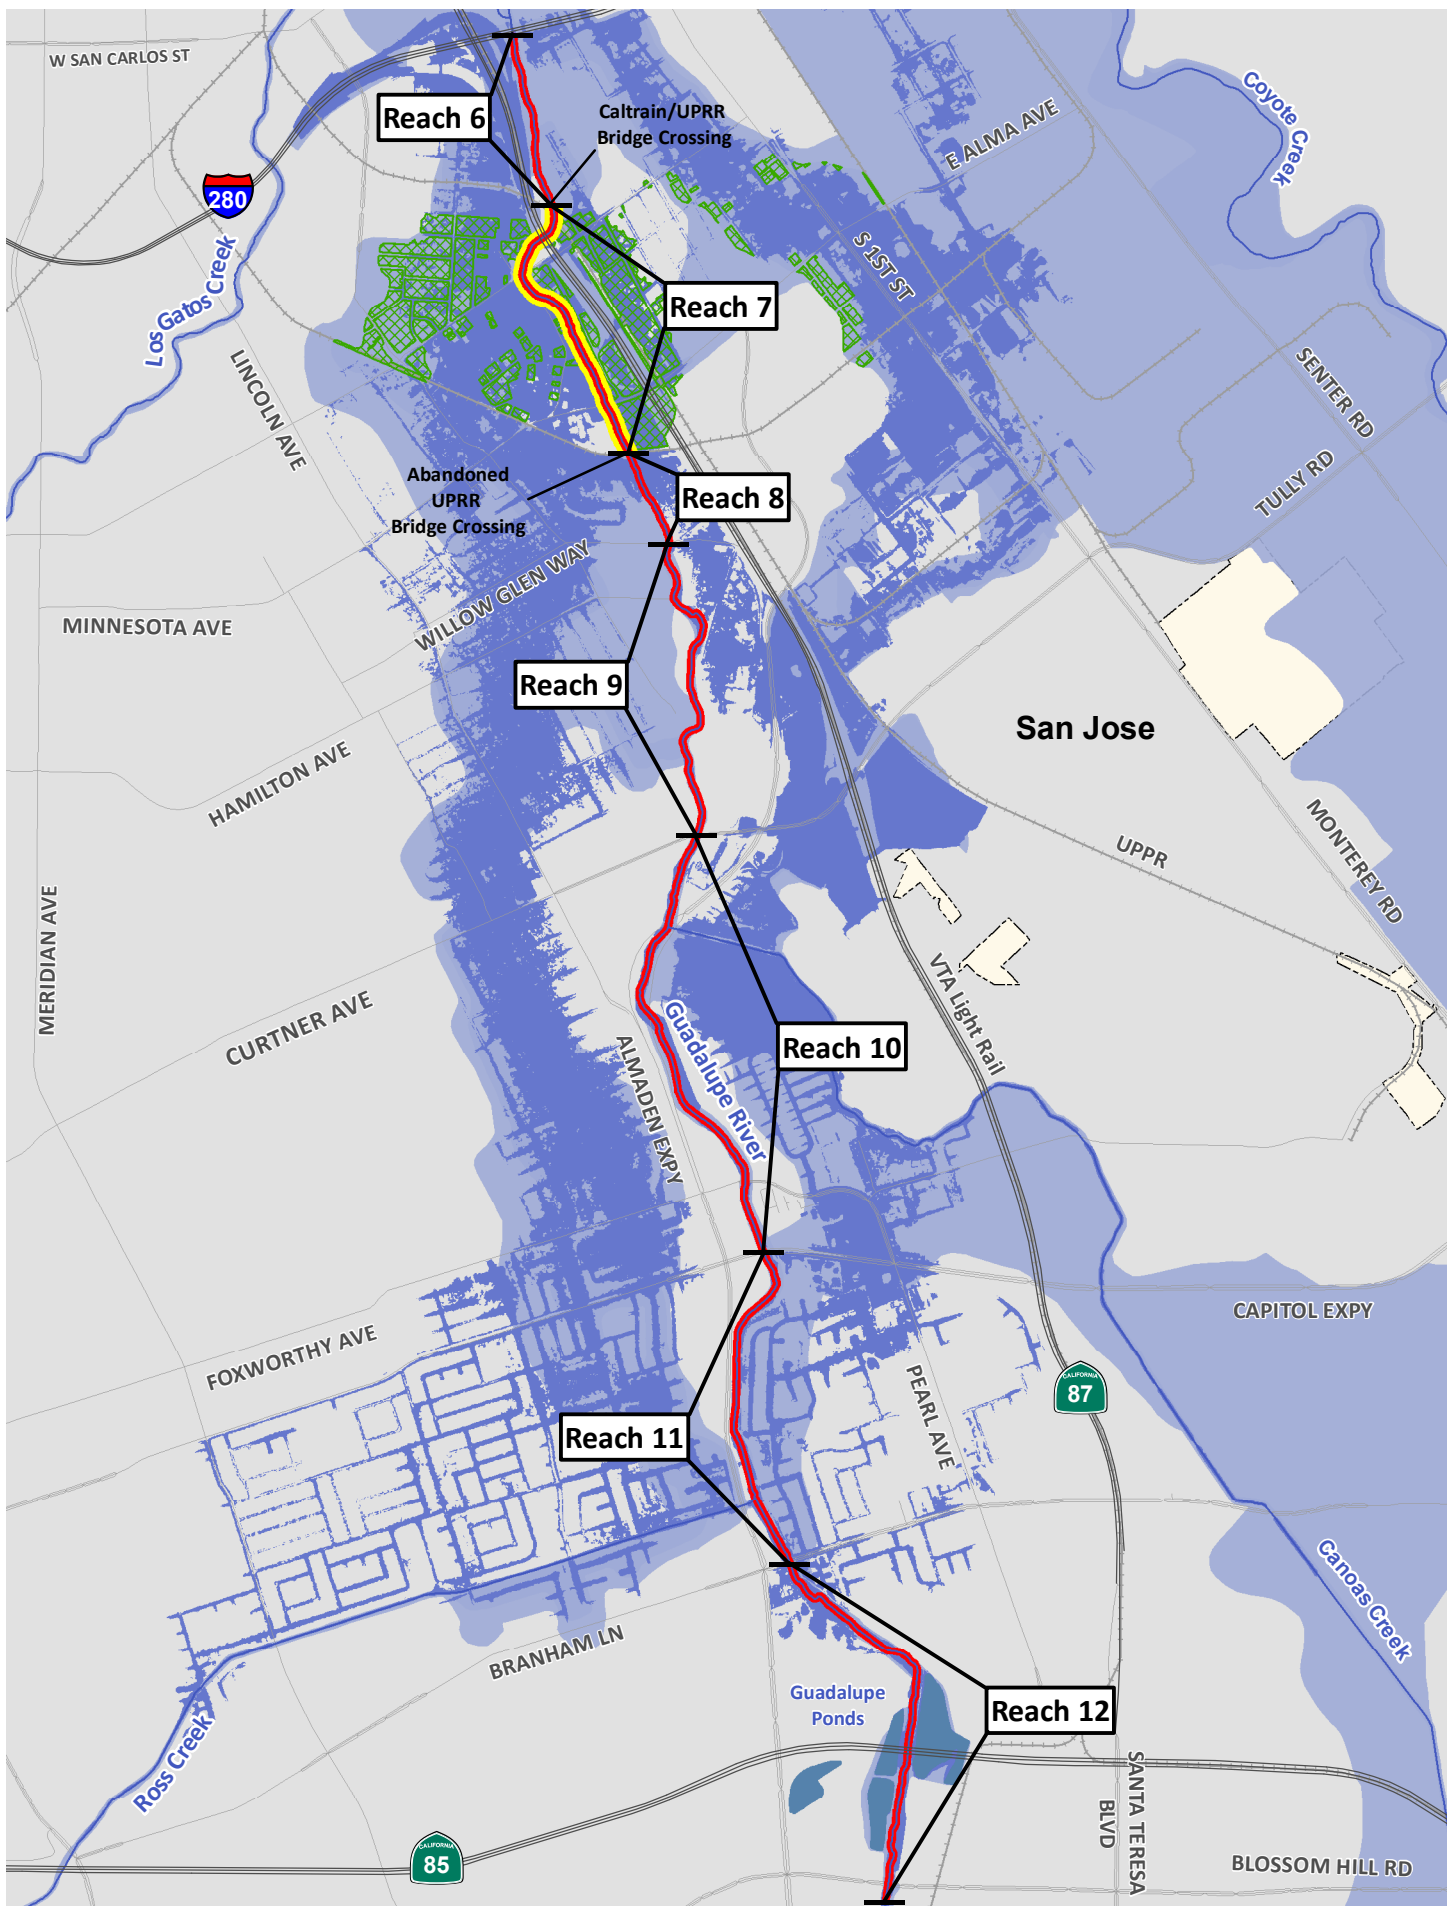 W SAN CARLOS ST
Reach 6
Caltrain/UPRR
Bridge Crossing
E ALMA AVE
Coyote Creek
280
Los Gatos Creek
S 1ST ST
Reach 7
LINCOLN AVE
SENTER RD
Abandoned
UPRR
Bridge Crossing
Reach 8
TULLY RD
WILLOW GLEN WAY
MINNESOTA AVE
Reach 9
San Jose
HAMILTON AVE
MONTEREY RD
UPPR
MERIDIAN AVE
CURTNER AVE
VTA Light Rail
Guadalupe River
Reach 10
ALMADEN EXPY
CAPITOL EXPY
FOXWORTHY AVE
PEARL AVE
CALIFORNIA
87
Reach 11
Canoas Creek
BRANHAM LN
Guadalupe
Ponds
Reach 12
Ross Creek
SANTA TERESA
BLVD
CALIFORNIA
85
BLOSSOM HILL RD